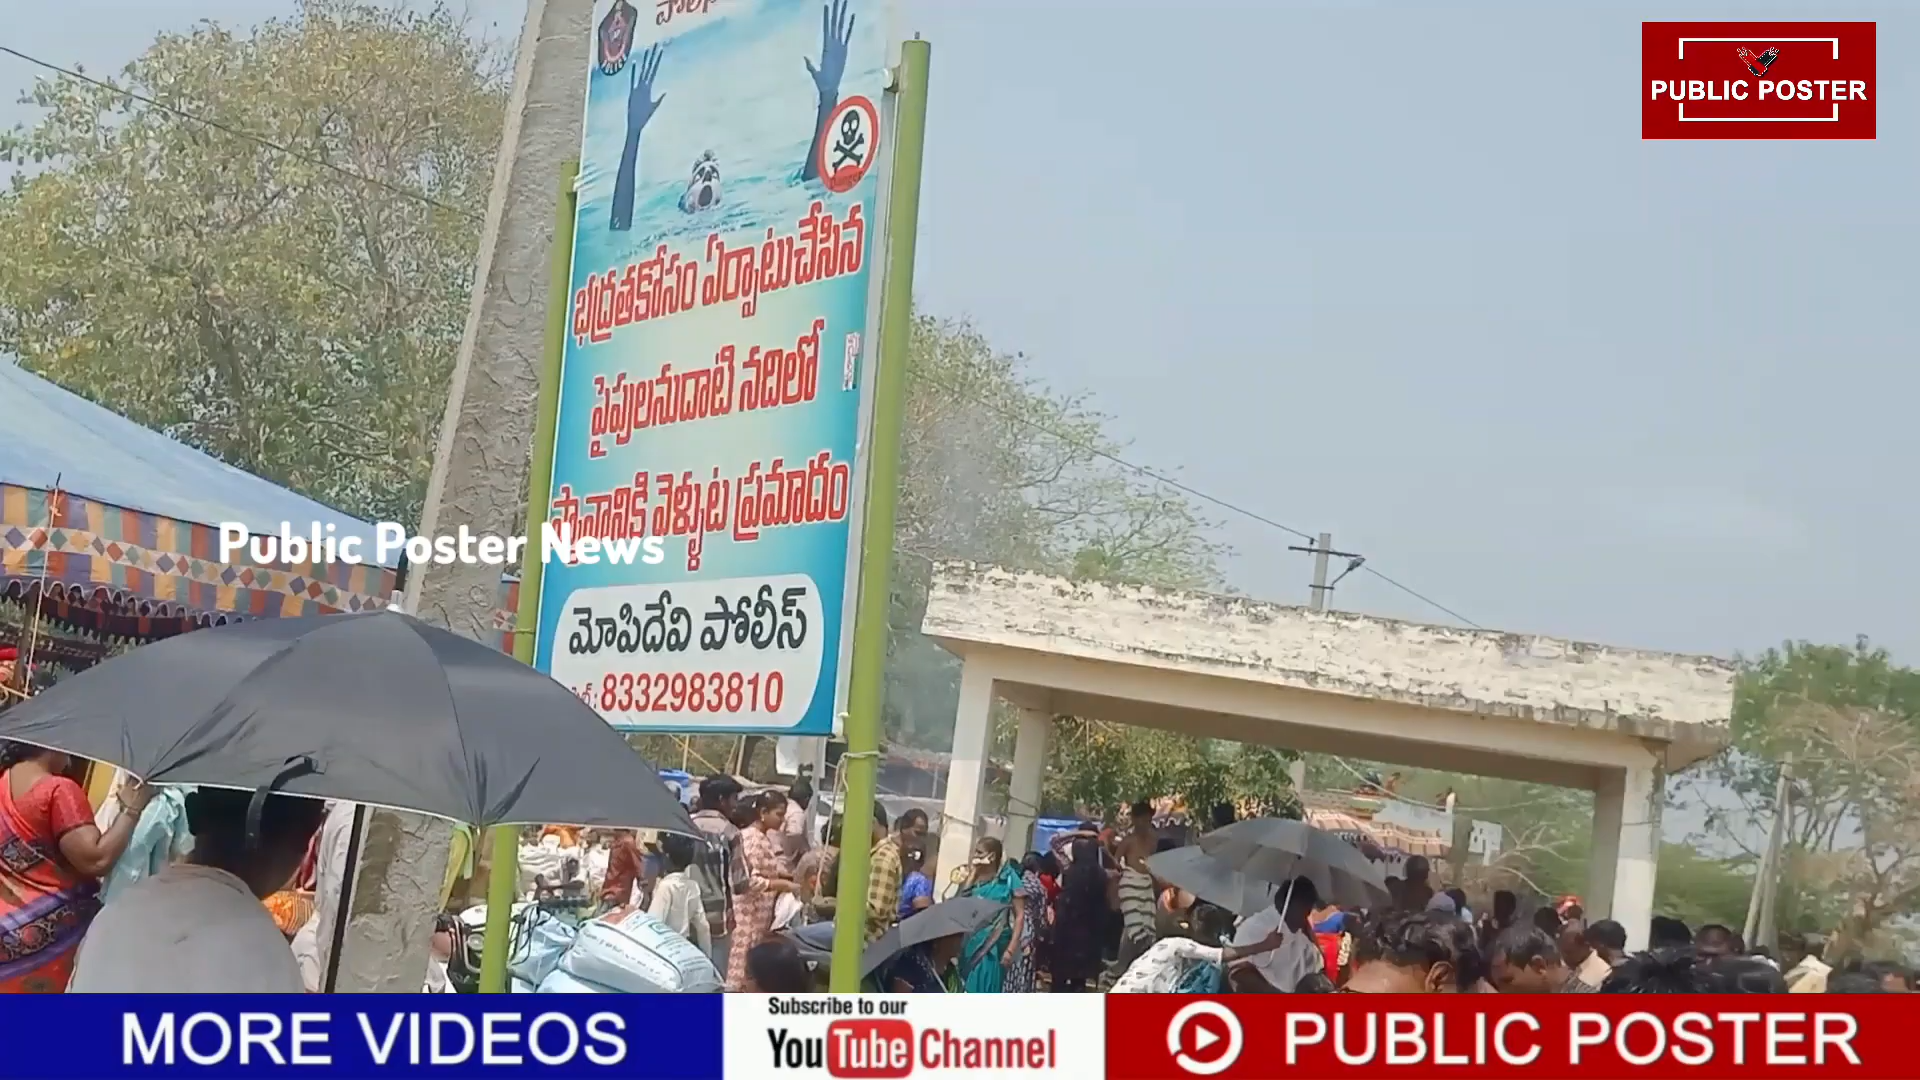 PUBLIC POSTER
POLICE
భద్రతకోసం ఏర్పాటుచేసిన
పైపులనుదాటి నదిలో
స్నానానికి వెళ్ళుట ప్రమాదం
Public Poster News
మోపిదేవి పోలీస్
8332983810
MORE VIDEOS
Subscribe to our
YouTube Channel
PUBLIC POSTER